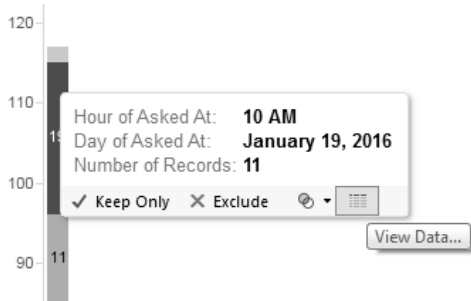 120
110
19
Hour of Asked At: 10 AM
Day of Asked At: January 19, 2016
Number of Records: 11
100
Keep Only Exclude
View Data...
90
11